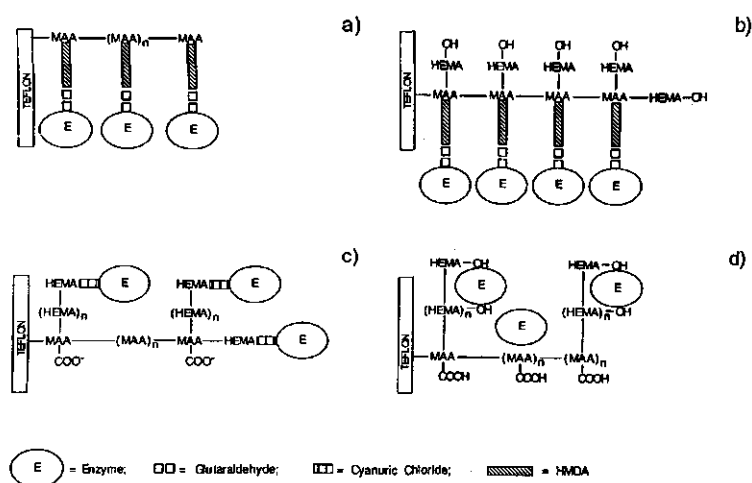 a)
MAA (MAA)n MAA
TEFLON
E E E
b)
OH OH OH OH
HEMA HEMA HEMA HEMA
TEFLON
MAA MAA MAA MAA HEMA OH
E E E E
c)
HEMA E HEMA E
(HEMA)n (HEMA)n
TEFLON
MAA (MAA)n MAA HEMA E
COO⁻ COO⁻
d)
HEMA-OH HEMA-OH
E E
(HEMA)n-OH (HEMA)n-OH
E
TEFLON
MAA (MAA)n (MAA)n
COOH COOH COOH
E = Enzyme; = Glutaraldehyde; = Cyanuric Chloride; = HMDA